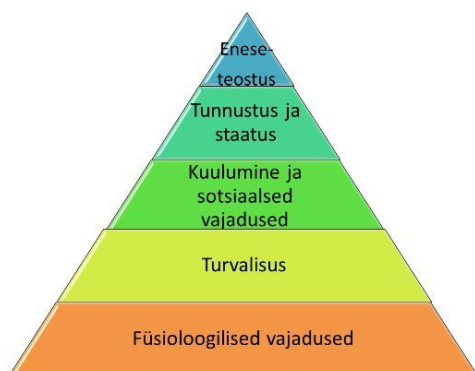 Enese-
teostus
Tunnustus ja
staatus
Kuulumine ja
sotsiaalsed
vajadused
Turvalisus
Füsioloogilised vajadused